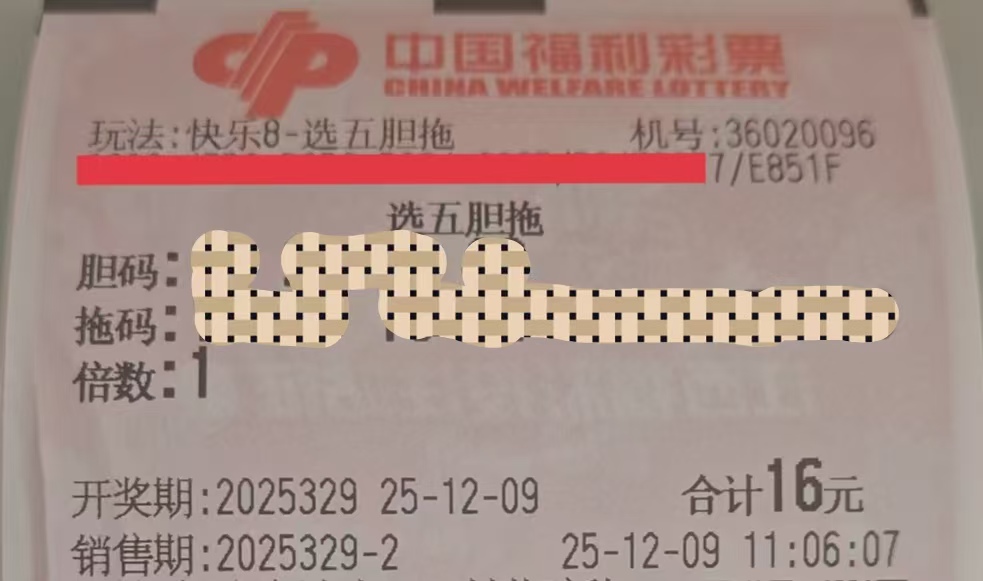 中国福利彩票
CHINA WELFARE LOTTERY
玩法:快乐8-选五胆拖 机号:36020096
7/E851F
选五胆拖
胆码:
拖码:
倍数:1
开奖期:2025329 25-12-09 合计16元
销售期:2025329-2 25-12-09 11:06:07